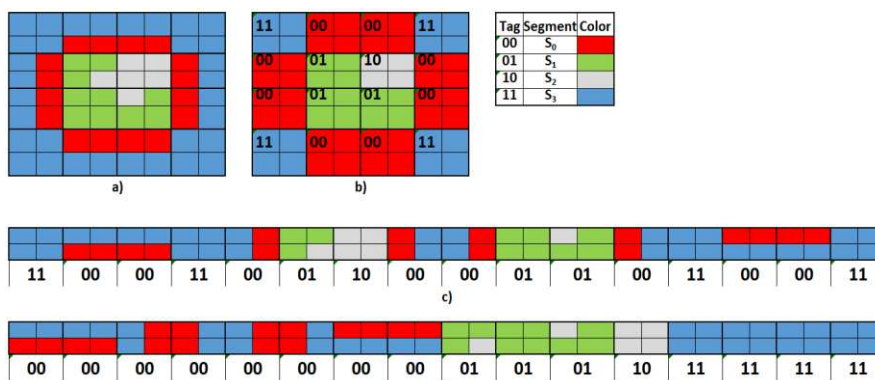 11 00 00 11
00 01 10 00
00 01 01 00
11 00 00 11
a)
b)
Tag Segment Color
00 S0
01 S1
10 S2
11 S3
11 00 00 11 00 01 10 00 00 01 01 00 11 00 00 11
c)
00 00 00 00 00 00 00 00 01 01 01 10 11 11 11 11